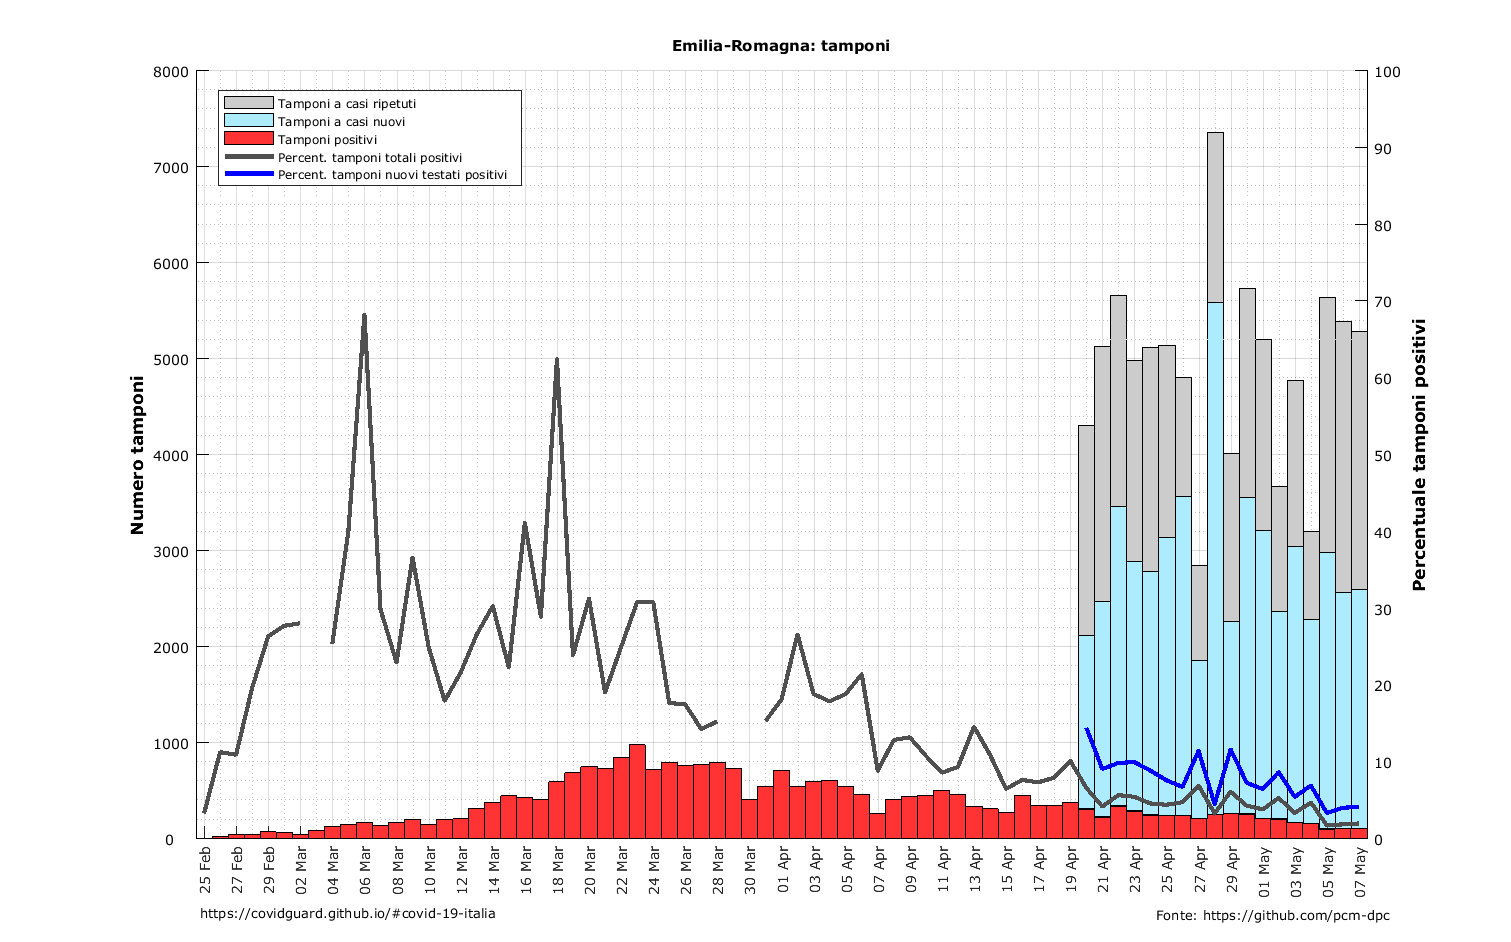 Emilia-Romagna: tamponi
8000
7000
6000
5000
4000
3000
2000
1000
0
Numero tamponi
Tamponi a casi ripetuti
Tamponi a casi nuovi
Tamponi positivi
Percent. tamponi totali positivi
Percent. tamponi nuovi testati positivi
100
90
80
70
60
50
40
30
20
10
0
Percentuale tamponi positivi
25 Feb
27 Feb
29 Feb
02 Mar
04 Mar
06 Mar
08 Mar
10 Mar
12 Mar
14 Mar
16 Mar
18 Mar
20 Mar
22 Mar
24 Mar
26 Mar
28 Mar
30 Mar
01 Apr
03 Apr
05 Apr
07 Apr
09 Apr
11 Apr
13 Apr
15 Apr
17 Apr
19 Apr
21 Apr
23 Apr
25 Apr
27 Apr
29 Apr
01 May
03 May
05 May
07 May
https://covidguard.github.io/#covid-19-italia
Fonte: https://github.com/pcm-dpc